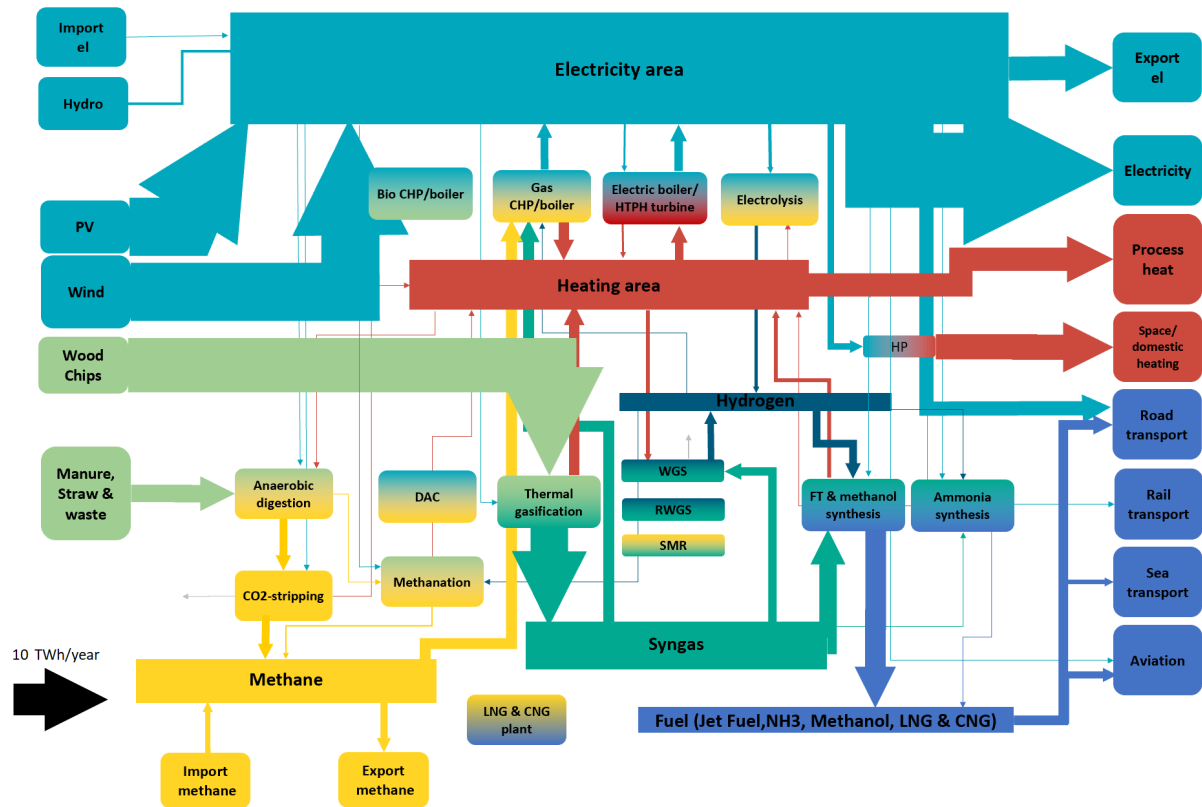 Import
el
Hydro
Electricity area
Export
el
Electricity
Bio CHP/boiler
Gas
CHP/boiler
Electric boiler/
HTPH turbine
Electrolysis
PV
Wind
Heating area
Process
heat
Wood
Chips
HP
Space/
domestic
heating
Hydrogen
Road
transport
Manure,
Straw &
waste
Anaerobic
digestion
DAC
Thermal
gasification
WGS
RWGS
SMR
FT & methanol
synthesis
Ammonia
synthesis
Rail
transport
CO2-stripping
Methanation
Sea
transport
10 TWh/year
Methane
Syngas
Aviation
LNG & CNG
plant
Fuel (Jet Fuel,NH3, Methanol, LNG & CNG)
Import
methane
Export
methane